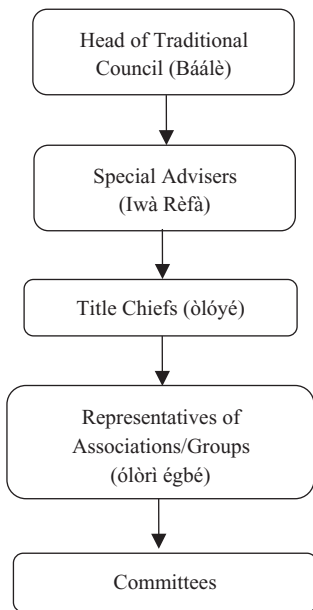 Head of Traditional
Council (Báálè)
Special Advisers
(Iwà Rèfà)
Title Chiefs (òlóyé)
Representatives of
Associations/Groups
(ólòrì égbé)
Committees